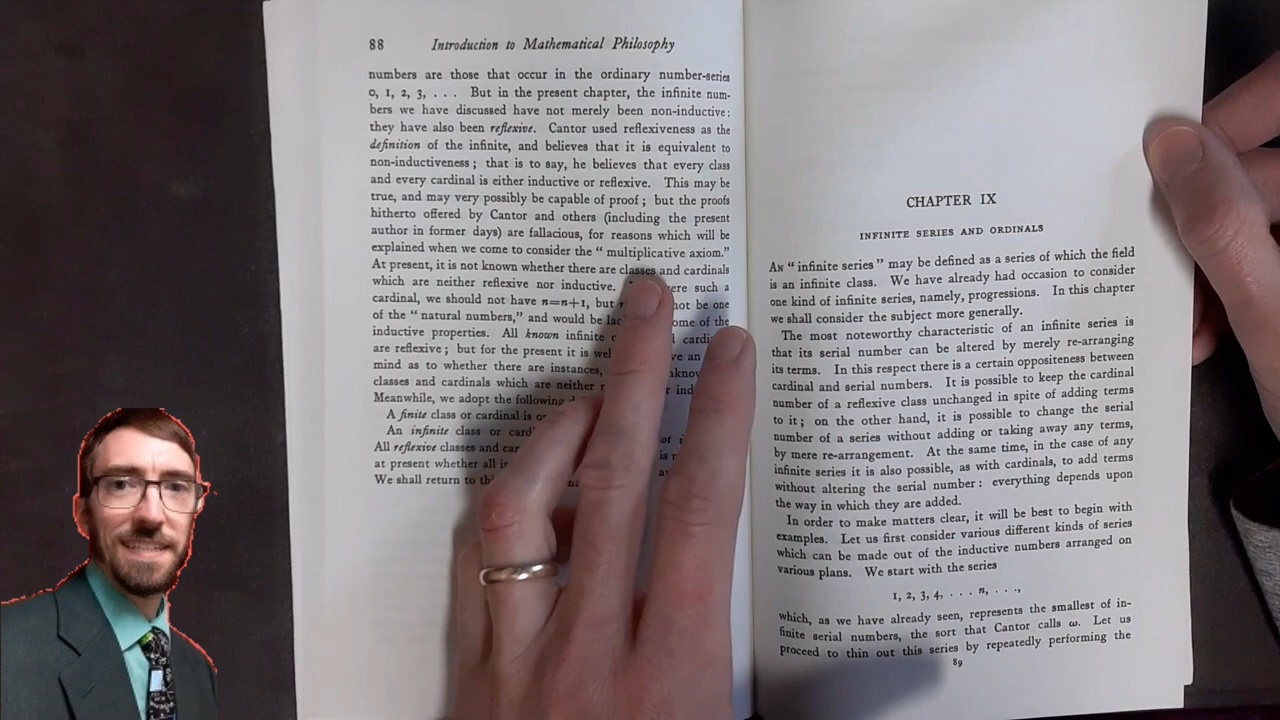 88 Introduction to Mathematical Philosophy
numbers are those that occur in the ordinary number-series
0, 1, 2, 3, . . . But in the present chapter, the infinite num-
bers we have discussed have not merely been non-inductive:
they have also been reflexive. Cantor used reflexiveness as the
definition of the infinite, and believes that it is equivalent to
non-inductiveness; that is to say, he believes that every class
and every cardinal is either inductive or reflexive. This may be
true, and may very possibly be capable of proof; but the proofs
hitherto offered by Cantor and others (including the present
author in former days) are fallacious, for reasons which will be
explained when we come to consider the “ multiplicative axiom.”
At present, it is not known whether there are classes and cardinals
which are neither reflexive nor inductive. such a
cardinal, we should not have n=n+1, but not be one
of the “ natural numbers,” and would be some of the
inductive properties. All known infinite
are reflexive; but for the present it is an
mind as to whether there are instances,
classes and cardinals which are neither
Meanwhile, we adopt the following
A finite class or cardinal is
An infinite class or
All reflexive classes and
at present whether all
We shall return to
CHAPTER IX
INFINITE SERIES AND ORDINALS
An “ infinite series ” may be defined as a series of which the field
is an infinite class. We have already had occasion to consider
one kind of infinite series, namely, progressions. In this chapter
we shall consider the subject more generally.
The most noteworthy characteristic of an infinite series is
that its serial number can be altered by merely re-arranging
its terms. In this respect there is a certain oppositeness between
cardinal and serial numbers. It is possible to keep the cardinal
number of a reflexive class unchanged in spite of adding terms
to it; on the other hand, it is possible to change the serial
number of a series without adding or taking away any terms,
by mere re-arrangement. At the same time, in the case of any
infinite series it is also possible, as with cardinals, to add terms
without altering the serial number: everything depends upon
the way in which they are added.
In order to make matters clear, it will be best to begin with
examples. Let us first consider various different kinds of series
which can be made out of the inductive numbers arranged on
various plans. We start with the series
1, 2, 3, 4, . . . n, . . .,
which, as we have already seen, represents the smallest of in-
finite serial numbers, the sort that Cantor calls ω. Let us
proceed to thin out this series by repeatedly performing the
89